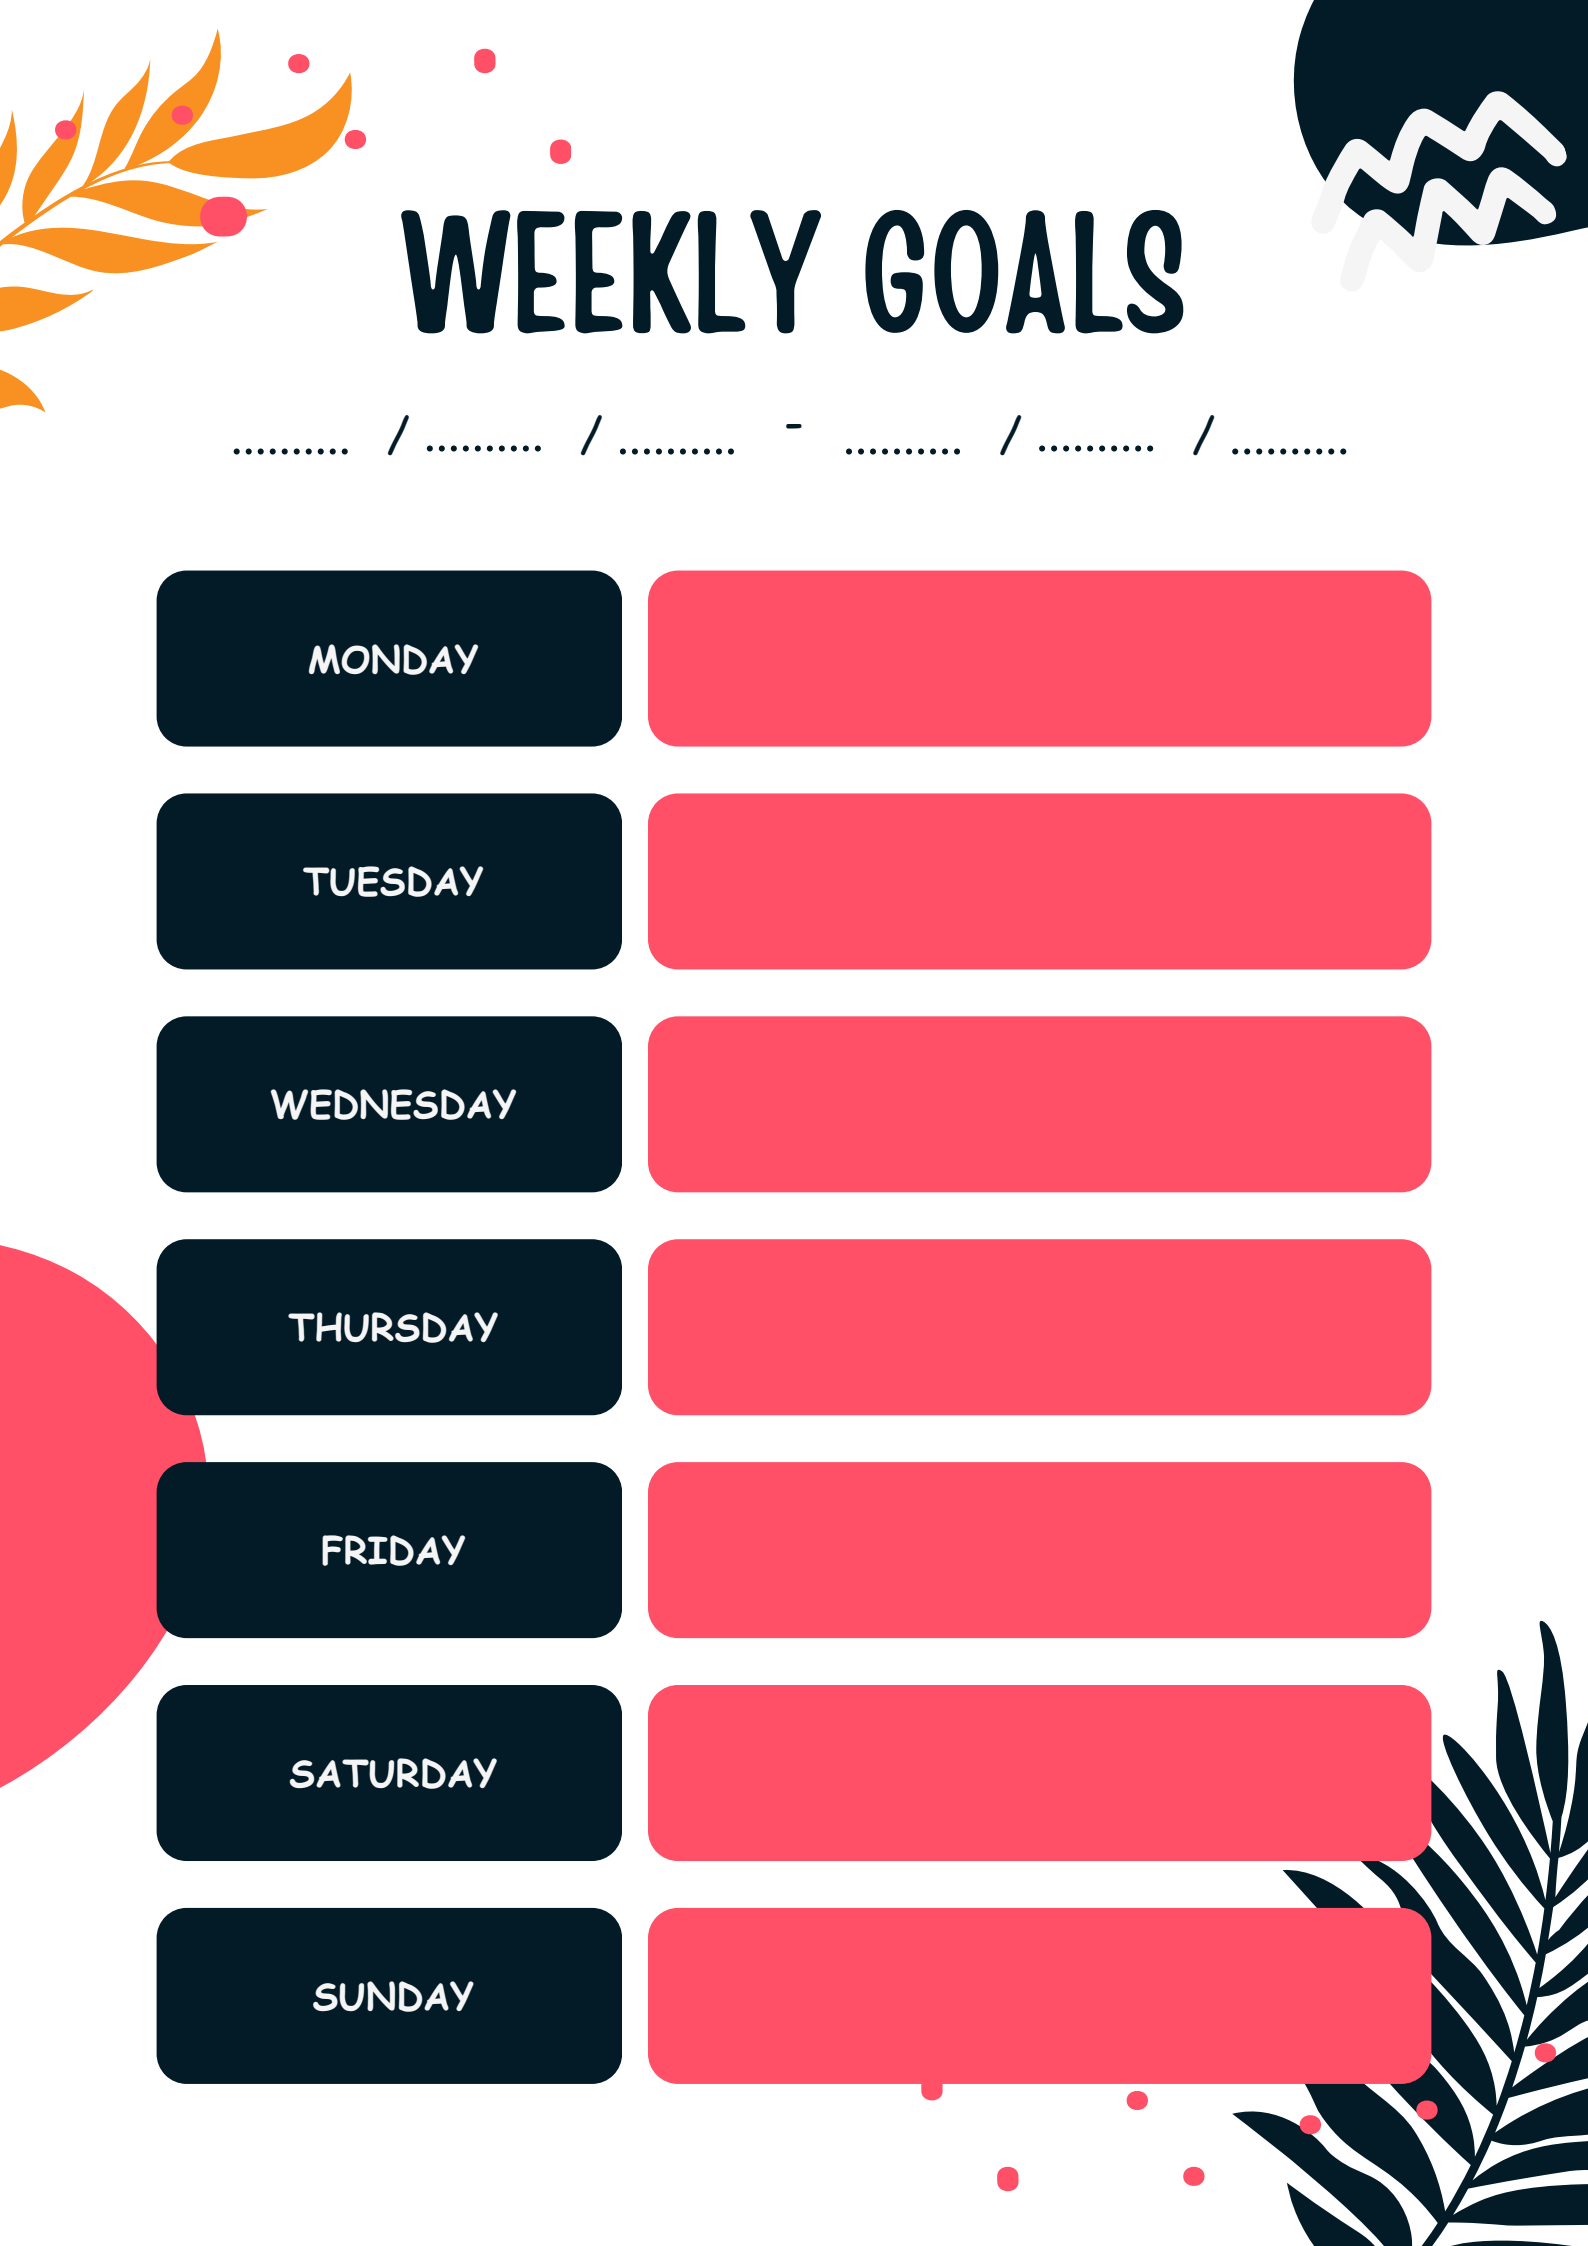 WEEKLY GOALS
.......... / .......... / .......... - .......... / .......... / ..........
MONDAY
TUESDAY
WEDNESDAY
THURSDAY
FRIDAY
SATURDAY
SUNDAY